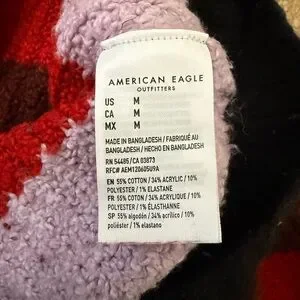 AMERICAN EAGLE
OUTFITTERS
US M
CA M
MX M
MADE IN BANGLADESH / FABRIQUÉ AU
BANGLADESH / HECHO EN BANGLADESH
RN 54485/CA 03873
RFC# AEM120605U9A
EN 55% COTTON / 34% ACRYLIC / 10%
POLYESTER / 1% ELASTANE
FR 55% COTON / 34% ACRYLIQUE / 10%
POLYESTER / 1% ÉLASTHANNE
SP 55% algodón / 34% acrílico / 10%
poliéster / 1% elastano